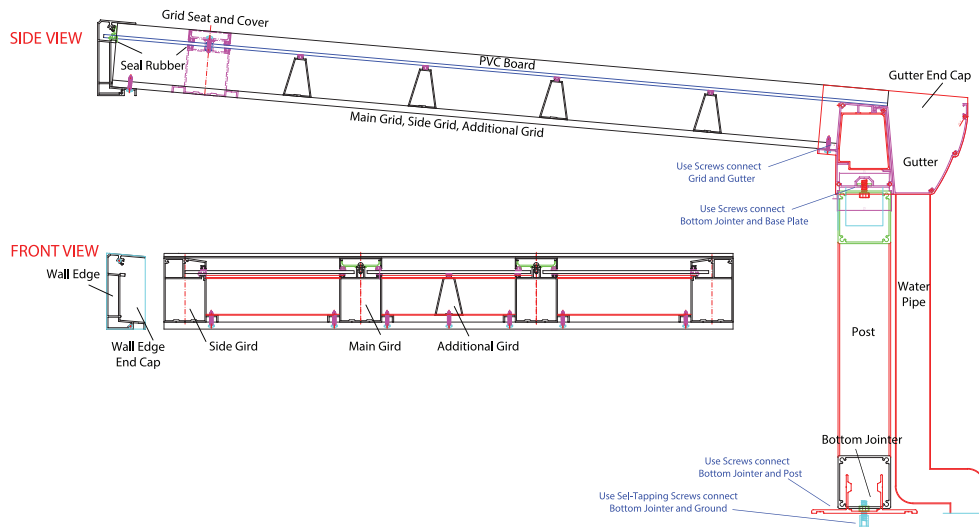 Grid Seat and Cover
SIDE VIEW
Seal Rubber
PVC Board
Gutter End Cap
Main Grid, Side Grid, Additional Grid
Use Screws connect
Grid and Gutter
Gutter
Use Screws connect
Bottom Jointer and Base Plate
FRONT VIEW
Wall Edge
Water
Pipe
Wall Edge
End Cap
Side Gird
Main Gird
Additional Gird
Post
Bottom Jointer
Use Screws connect
Bottom Jointer and Post
Use Sel-Tapping Screws connect
Bottom Jointer and Ground